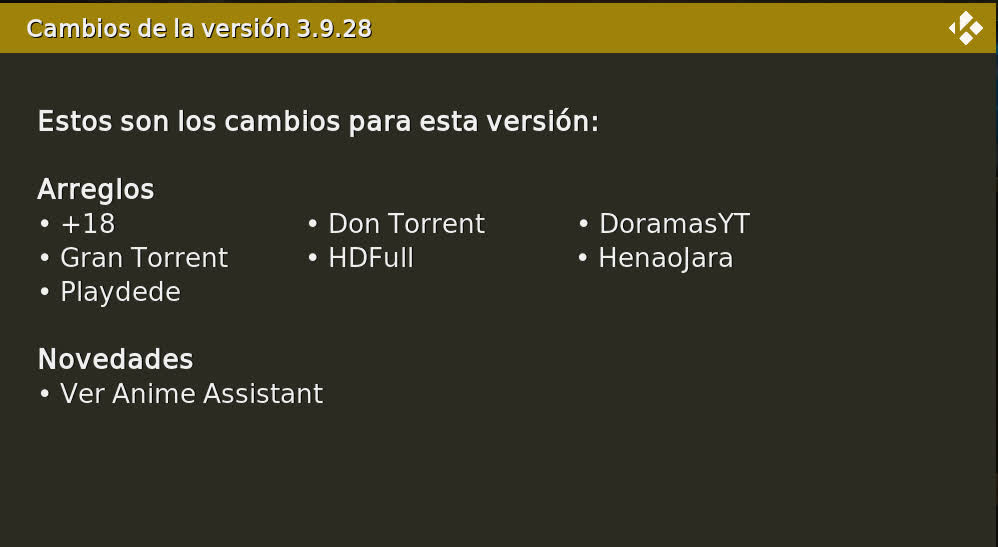 Cambios de la versión 3.9.28
Estos son los cambios para esta versión:
Arreglos
• +18 • Don Torrent • DoramasYT
• Gran Torrent • HDFull • HenaoJara
• Playdede
Novedades
• Ver Anime Assistant